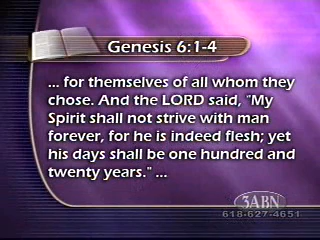 Genesis 6:1-4
... for themselves of all whom they
chose. And the LORD said, "My
Spirit shall not strive with man
forever, for he is indeed flesh; yet
his days shall be one hundred and
twenty years." ...
3ABN
618-627-4651